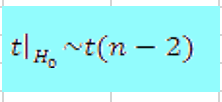 t|H₀ ~t(n − 2)